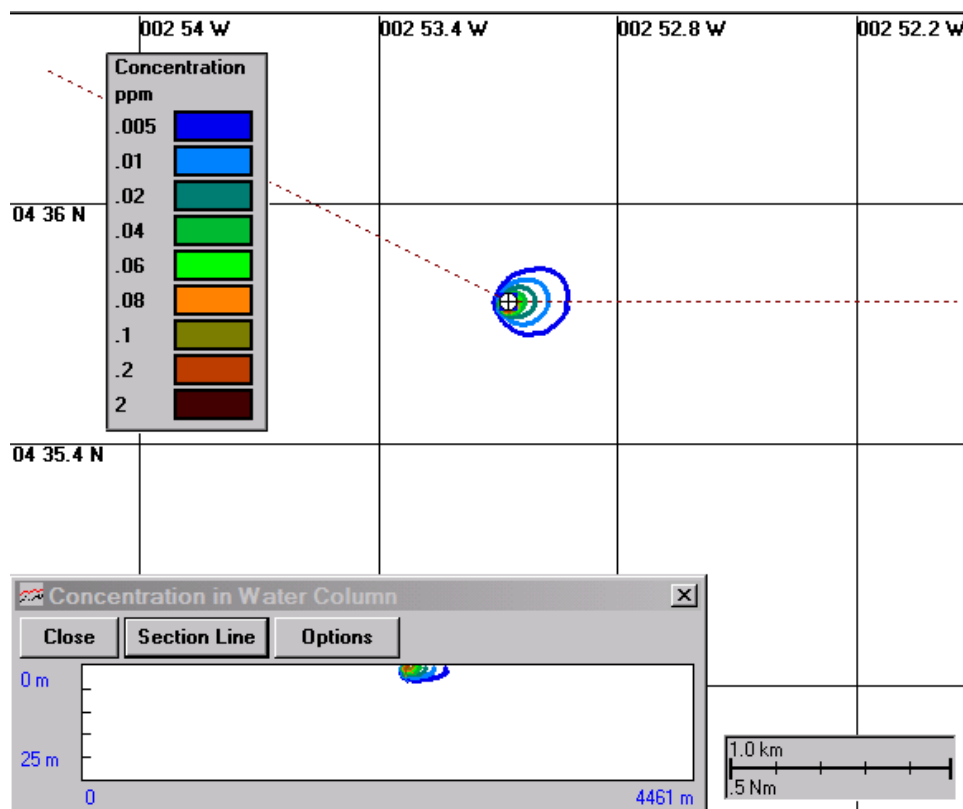 002 54 W
002 53.4 W
002 52.8 W
002 52.2 W
Concentration
ppm
.005
.01
.02
.04
.06
.08
.1
.2
2
04 36 N
04 35.4 N
Concentration in Water Column
Close
Section Line
Options
0 m
25 m
0
4461 m
1.0 km
.5 Nm